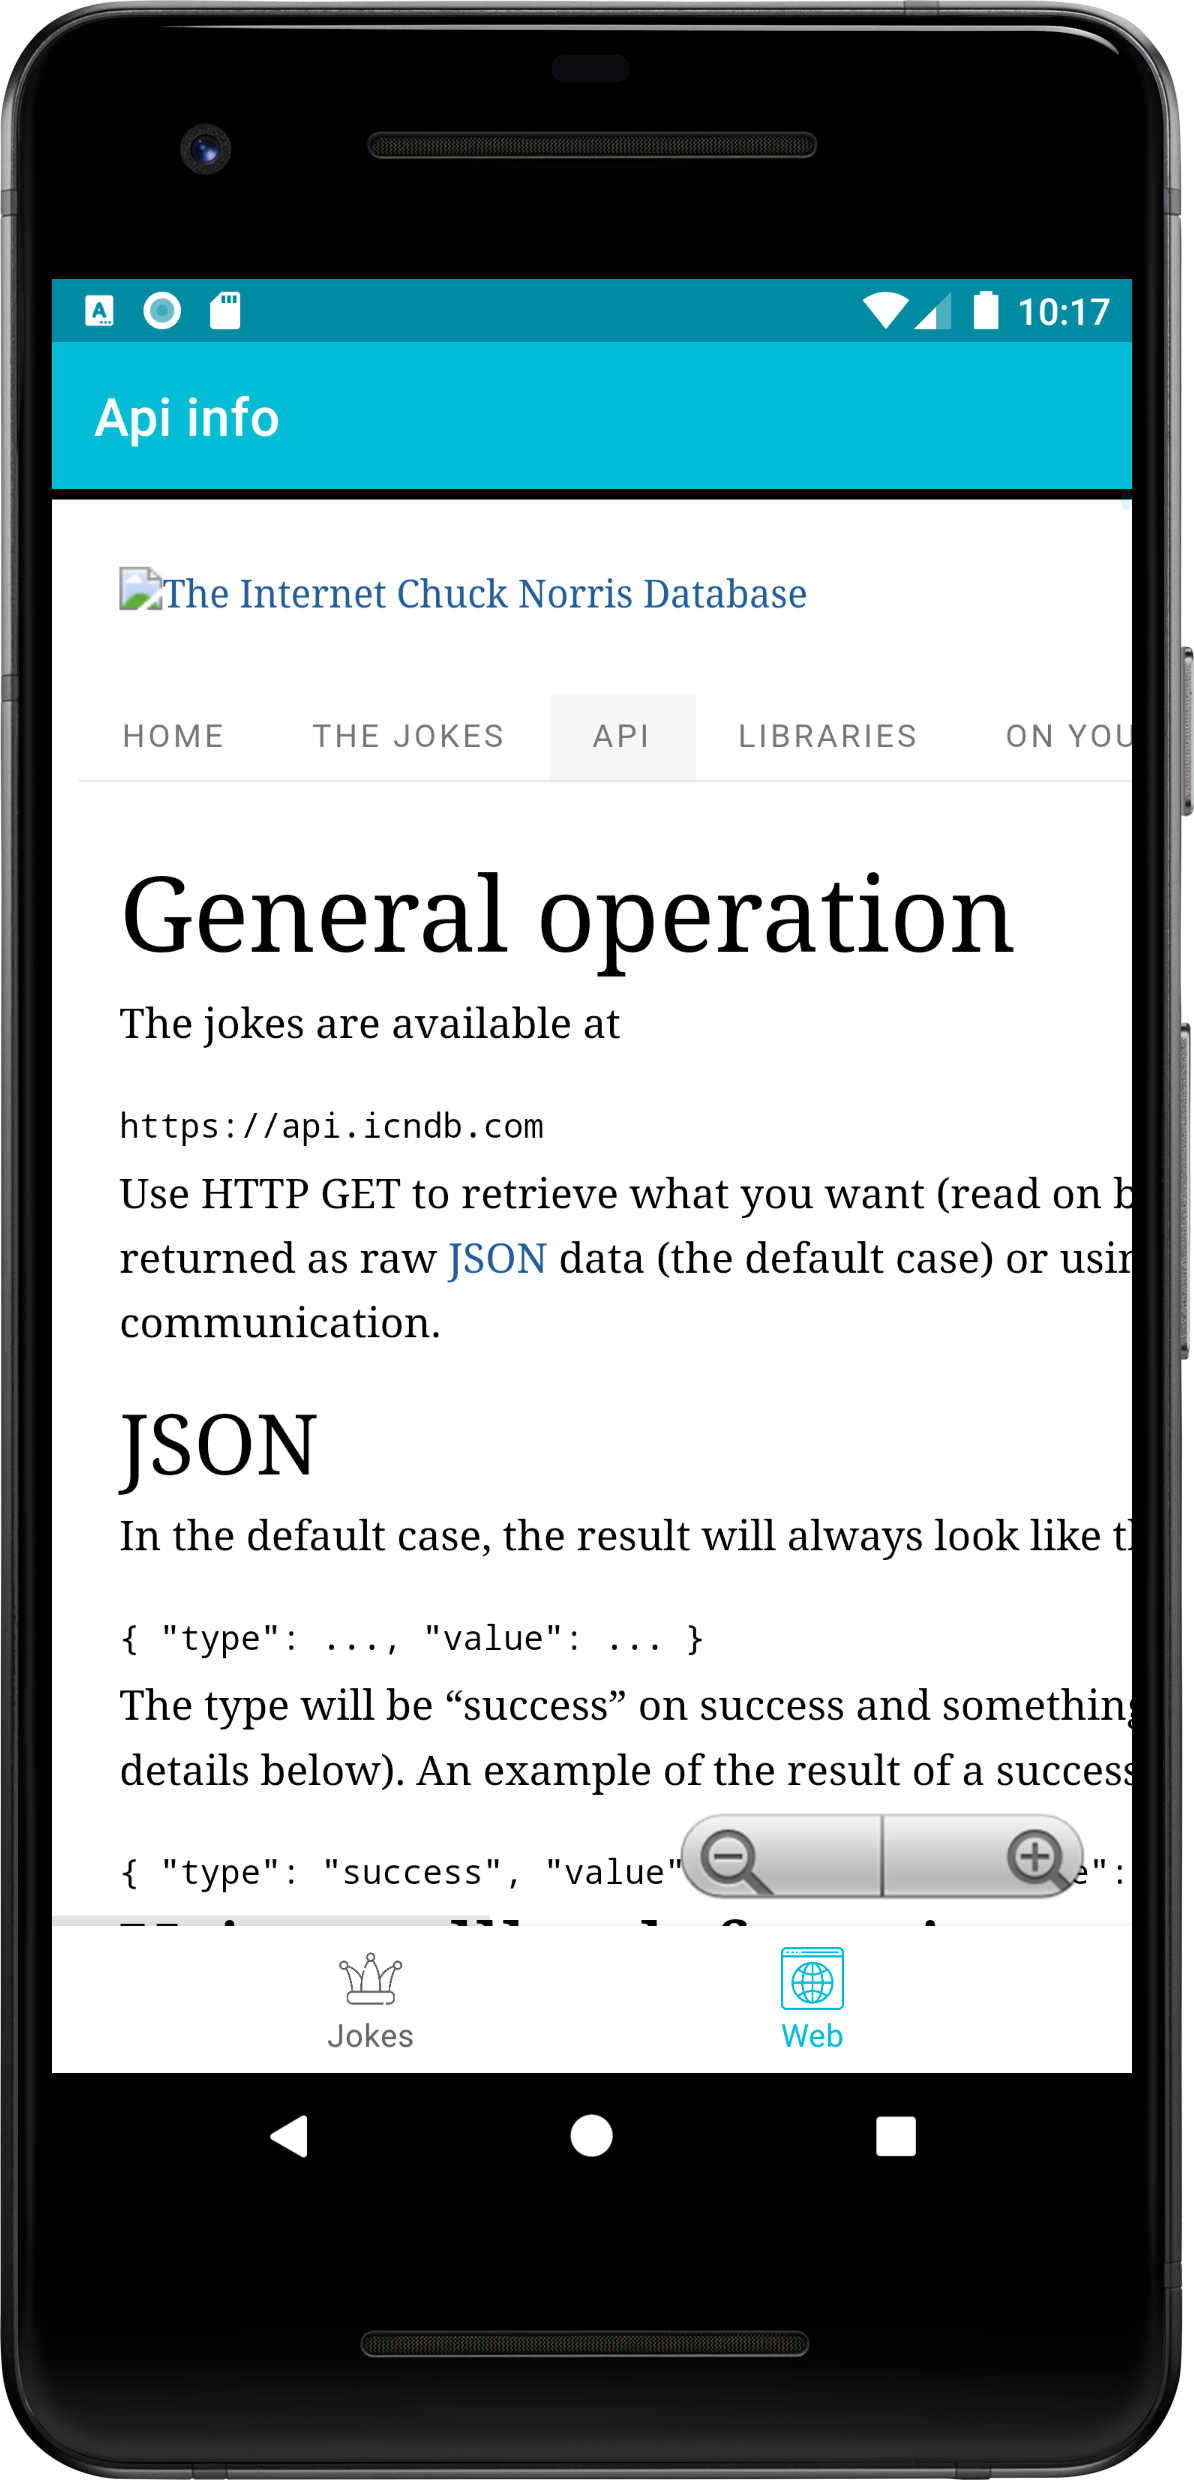 10:17
Api info
The Internet Chuck Norris Database
HOME THE JOKES API LIBRARIES ON YOU
General operation
The jokes are available at
https://api.icndb.com
Use HTTP GET to retrieve what you want (read on b
returned as raw JSON data (the default case) or usin
communication.
JSON
In the default case, the result will always look like th
{ "type": ..., "value": ... }
The type will be “success” on success and something
details below). An example of the result of a success
{ "type": "success", "value" e":
Jokes Web